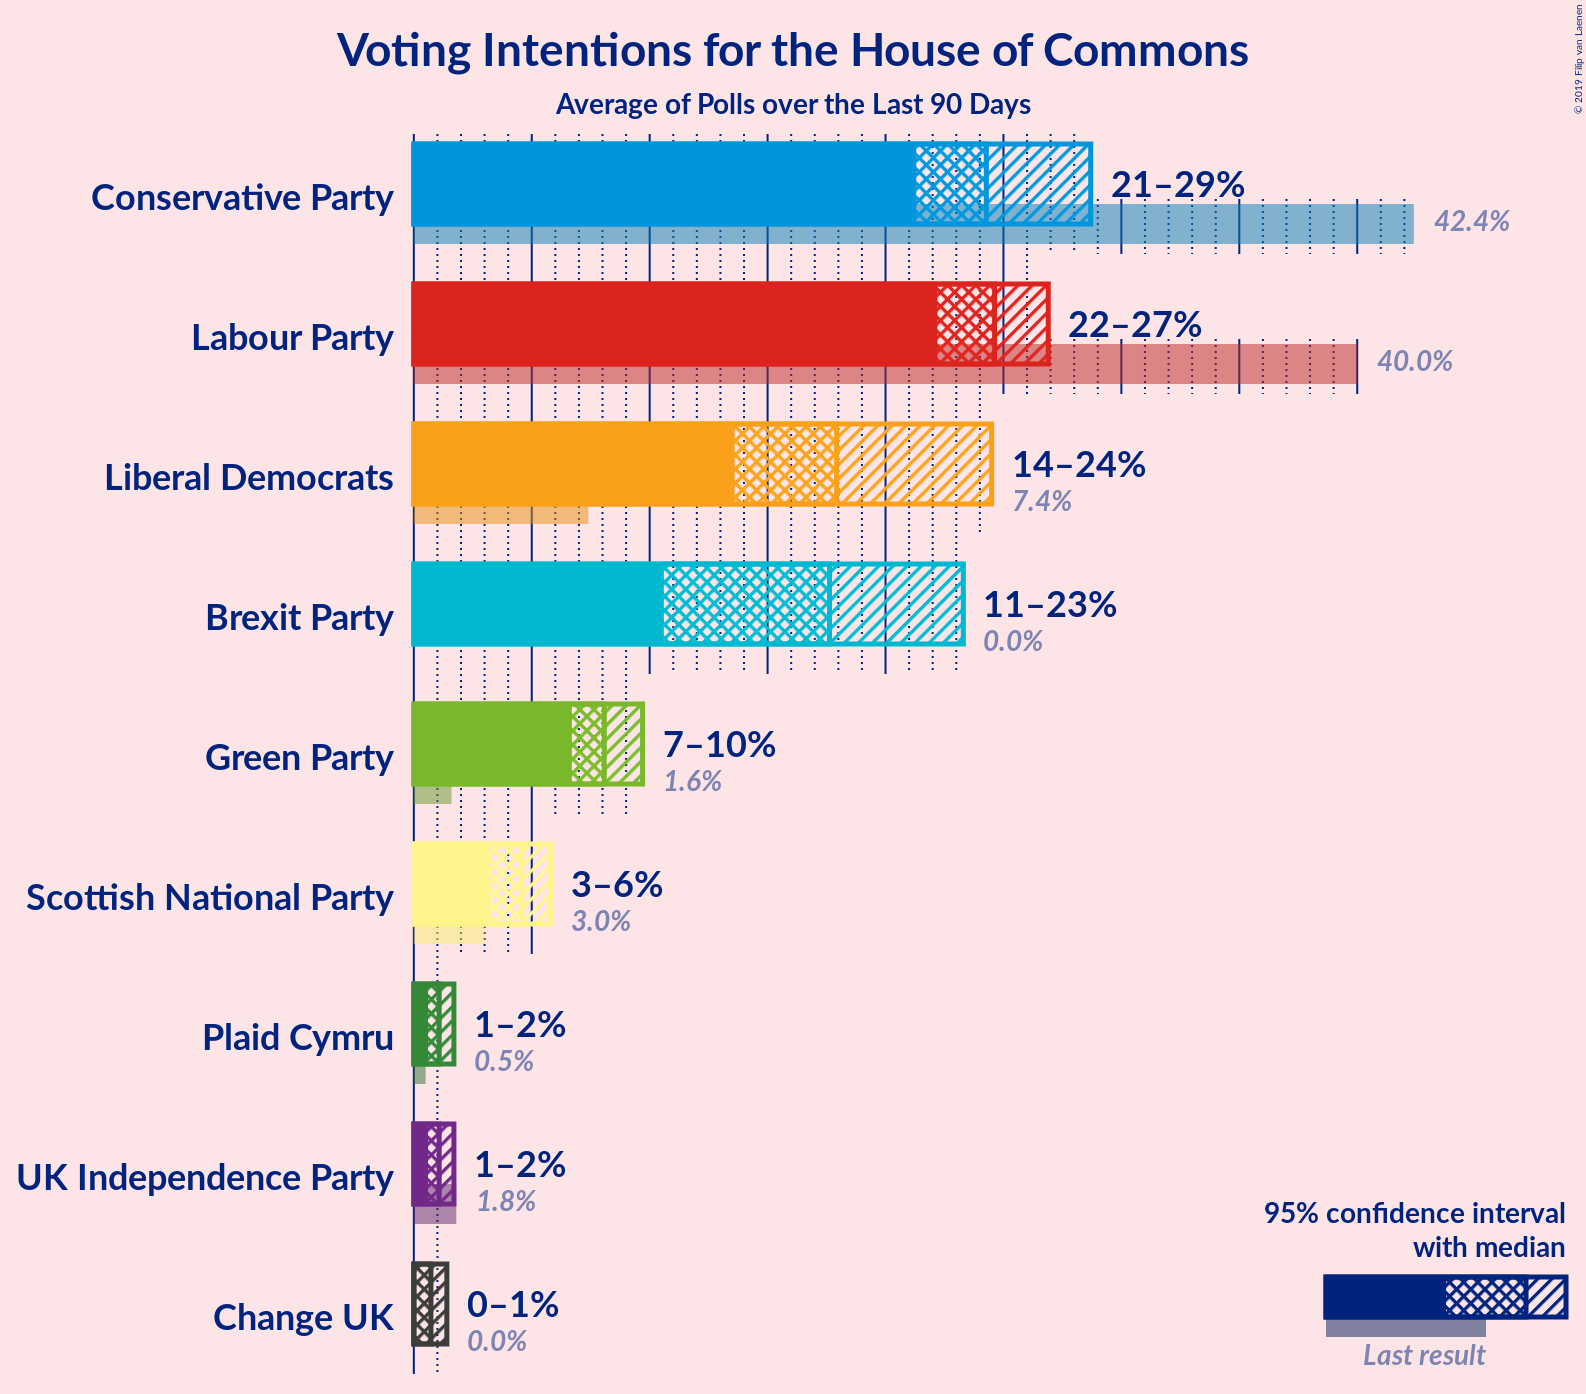 Voting Intentions for the House of Commons
Average of Polls over the Last 90 Days
© 2019 Filip van Laenen
Conservative Party
21–29%
42.4%
Labour Party
22–27%
40.0%
Liberal Democrats
14–24%
7.4%
Brexit Party
11–23%
0.0%
Green Party
7–10%
1.6%
Scottish National Party
3–6%
3.0%
Plaid Cymru
1–2%
0.5%
UK Independence Party
1–2%
1.8%
Change UK
0–1%
0.0%
95% confidence interval
with median
Last result